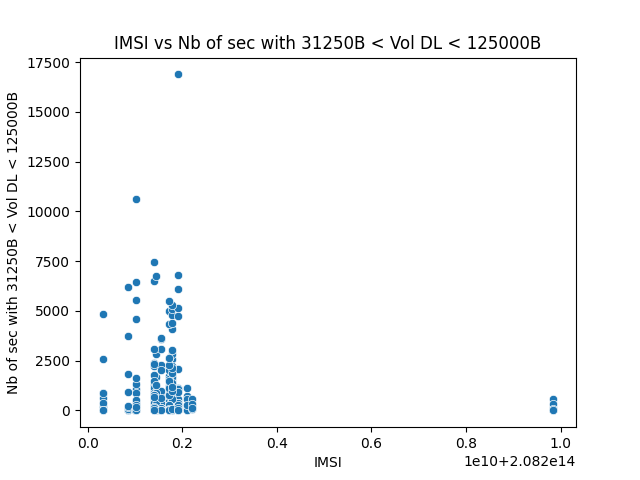 IMSI vs Nb of sec with 31250B < Vol DL < 125000B
Nb of sec with 31250B < Vol DL < 125000B
17500
15000
12500
10000
7500
5000
2500
0
0.0 0.2 0.4 0.6 0.8 1.0
IMSI
1e10+2.082e14